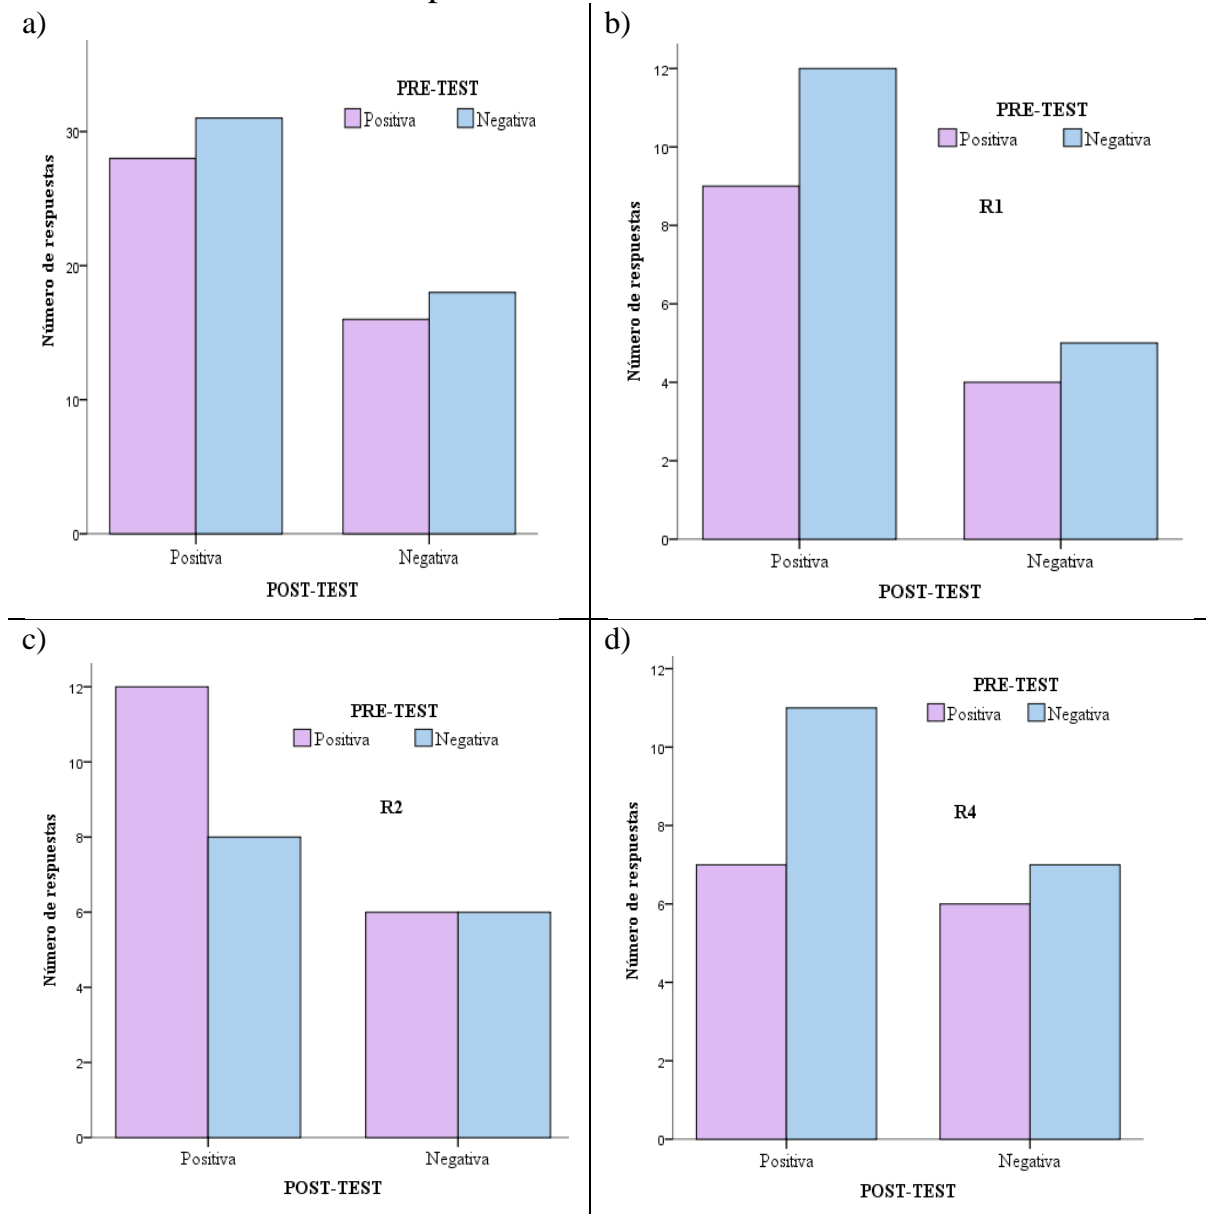 a)
PRE-TEST
Positiva Negativa
30
20
10
0
Número de respuestas
Positiva Negativa
POST-TEST
b)
PRE-TEST
Positiva Negativa
R1
12
10
8
6
4
2
0
Número de respuestas
Positiva Negativa
POST-TEST
c)
PRE-TEST
Positiva Negativa
R2
12
10
8
6
4
2
0
Número de respuestas
Positiva Negativa
POST-TEST
d)
PRE-TEST
Positiva Negativa
R4
12
10
8
6
4
2
0
Número de respuestas
Positiva Negativa
POST-TEST